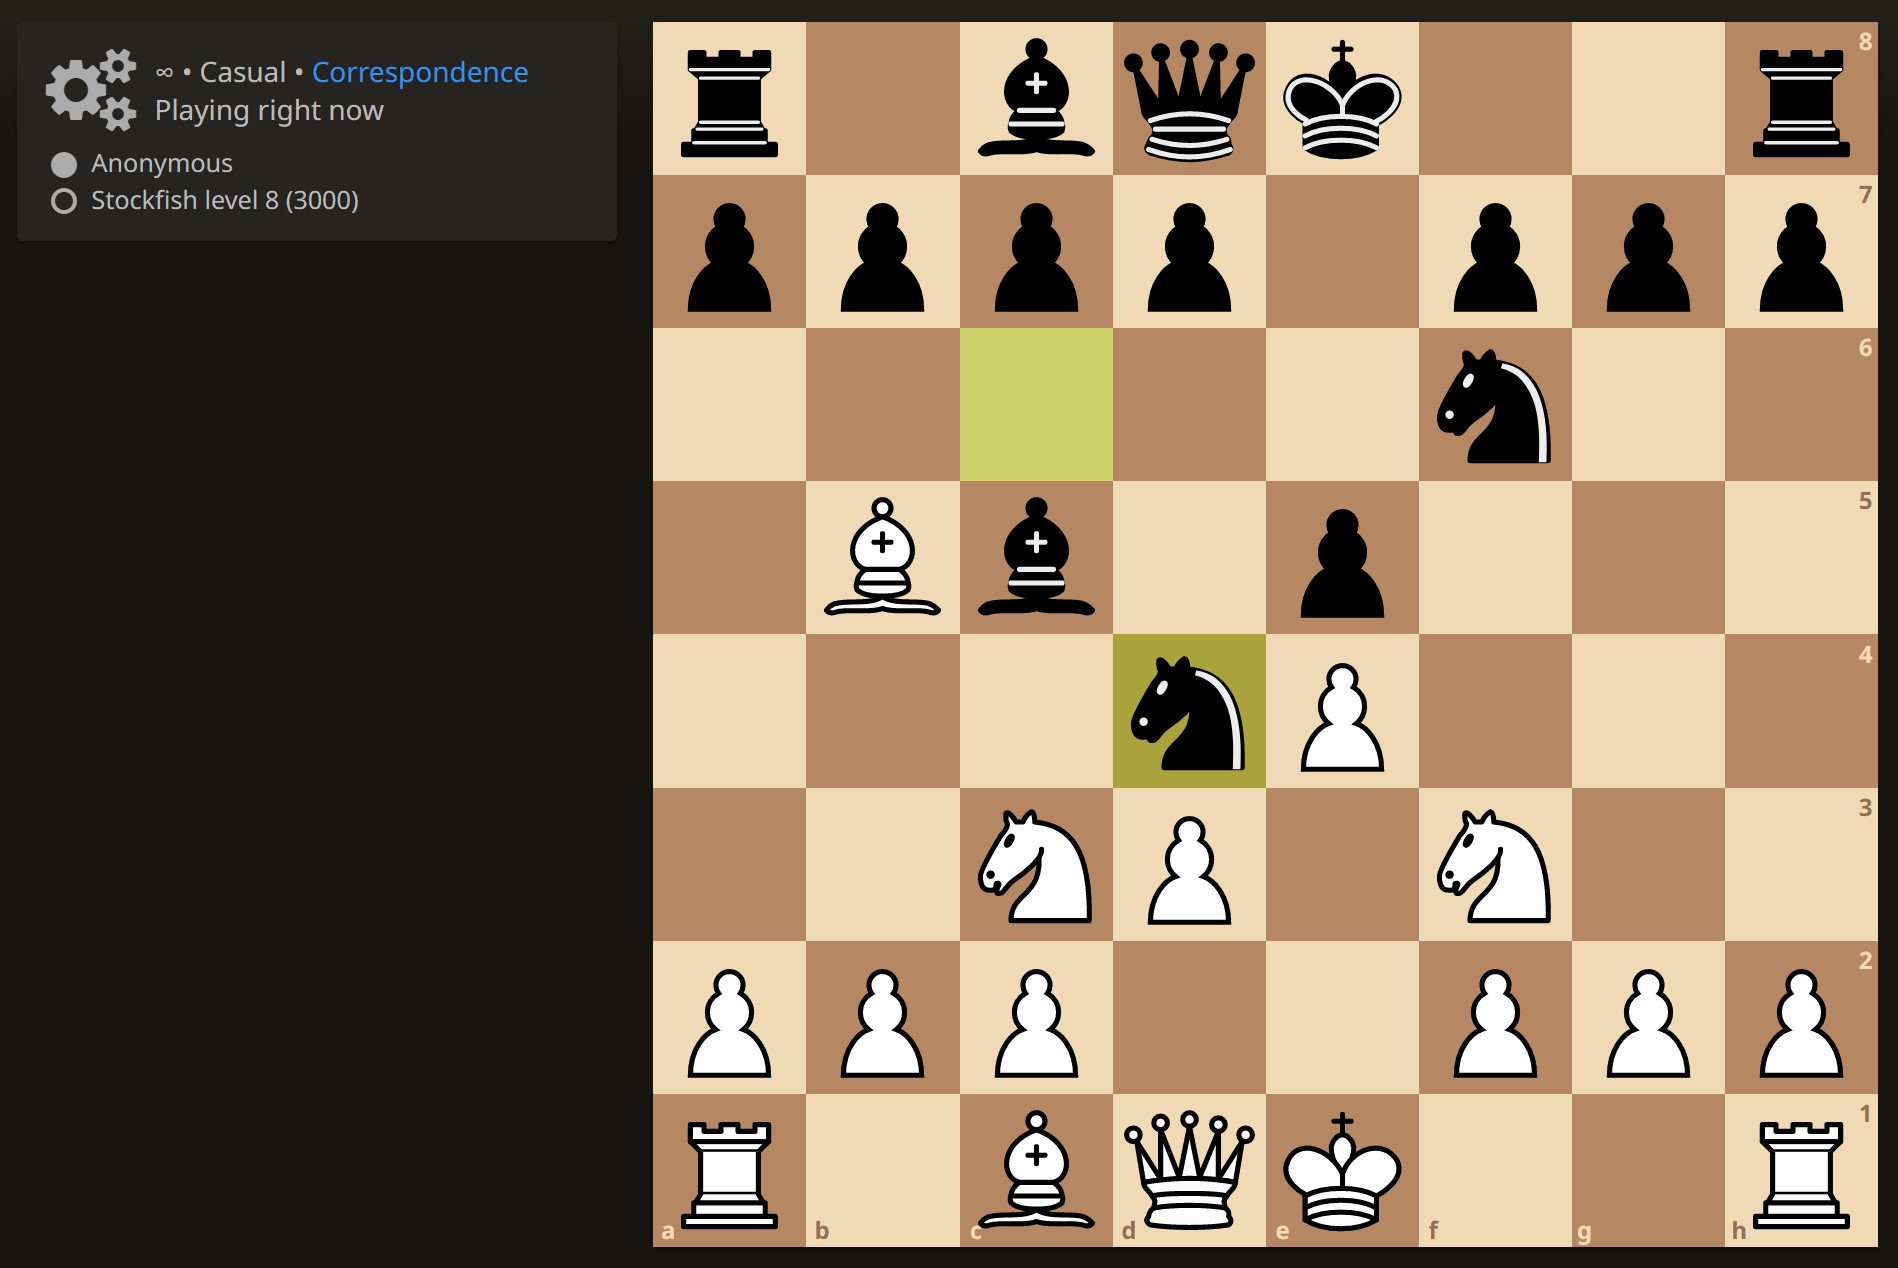 ∞ • Casual • Correspondence
Playing right now
Anonymous
Stockfish level 8 (3000)
8
7
6
5
4
3
2
1
a b c d e f g h